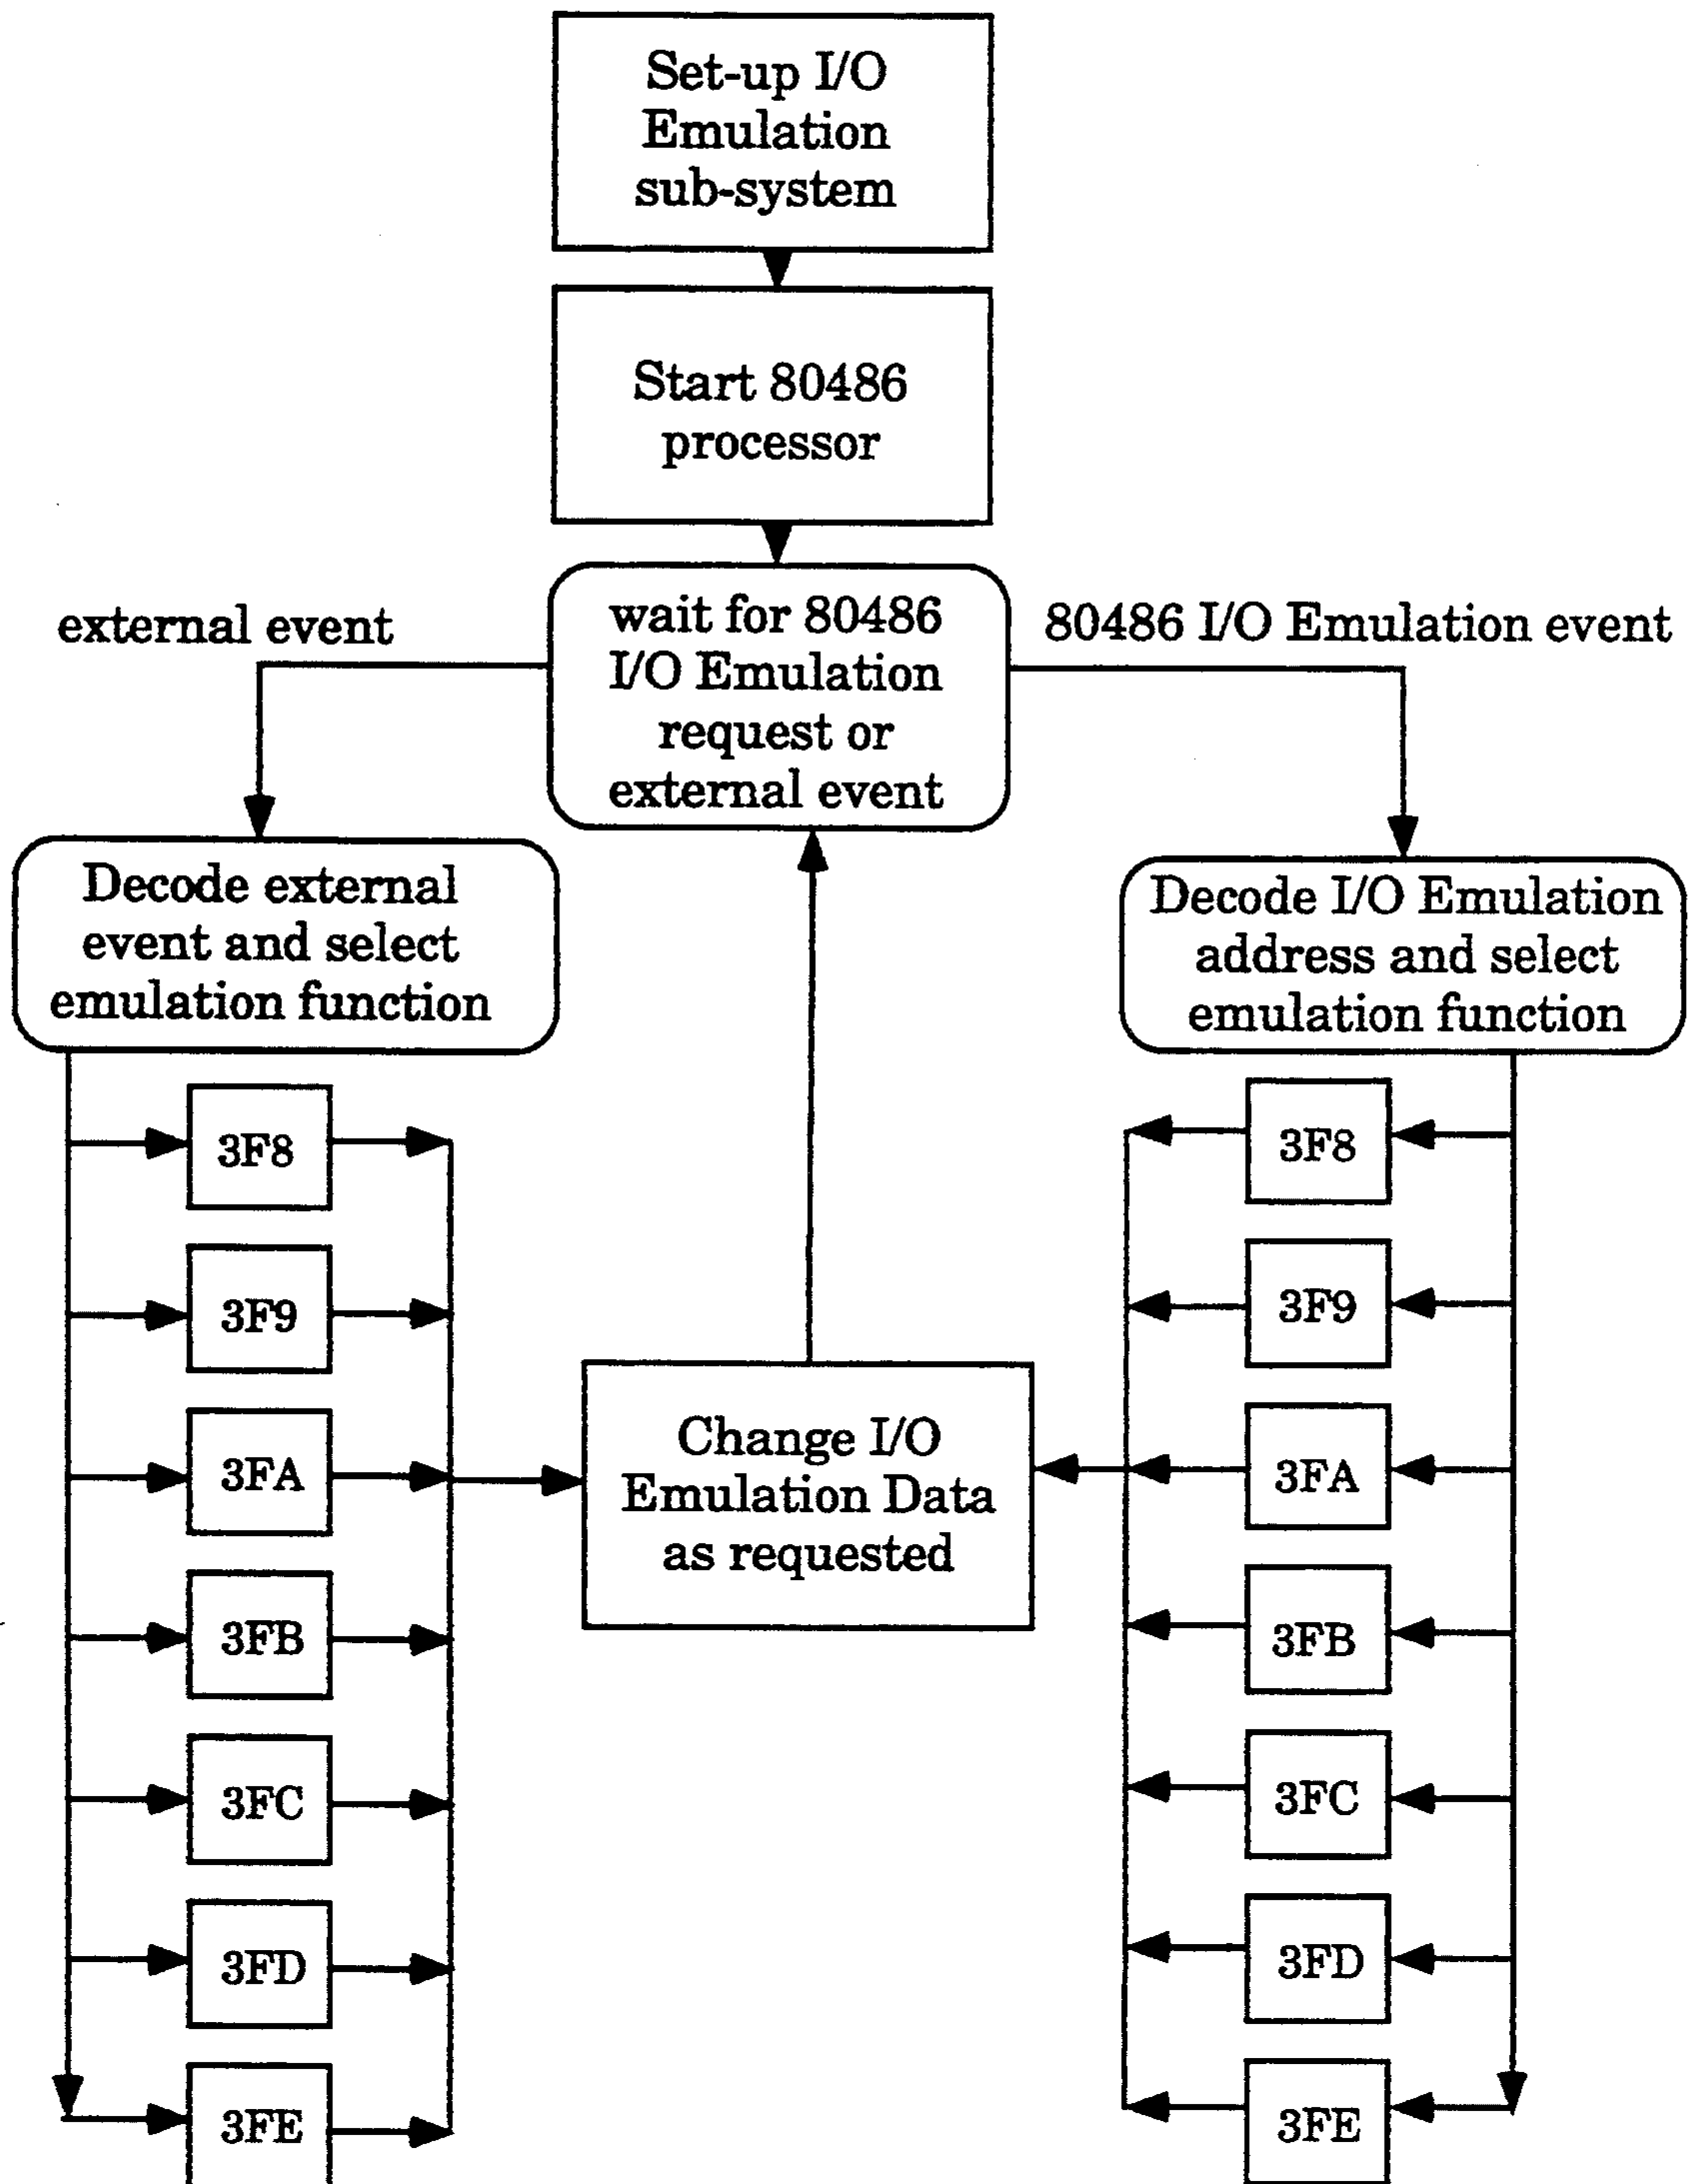 Set-up I/O
Emulation
sub-system
Start 80486
processor
external event
wait for 80486
I/O Emulation
request or
external event
80486 I/O Emulation event
Decode external
event and select
emulation function
Decode I/O Emulation
address and select
emulation function
3F8
3F9
3FA
3FB
3FC
3FD
3FE
Change I/O
Emulation Data
as requested
3F8
3F9
3FA
3FB
3FC
3FD
3FE